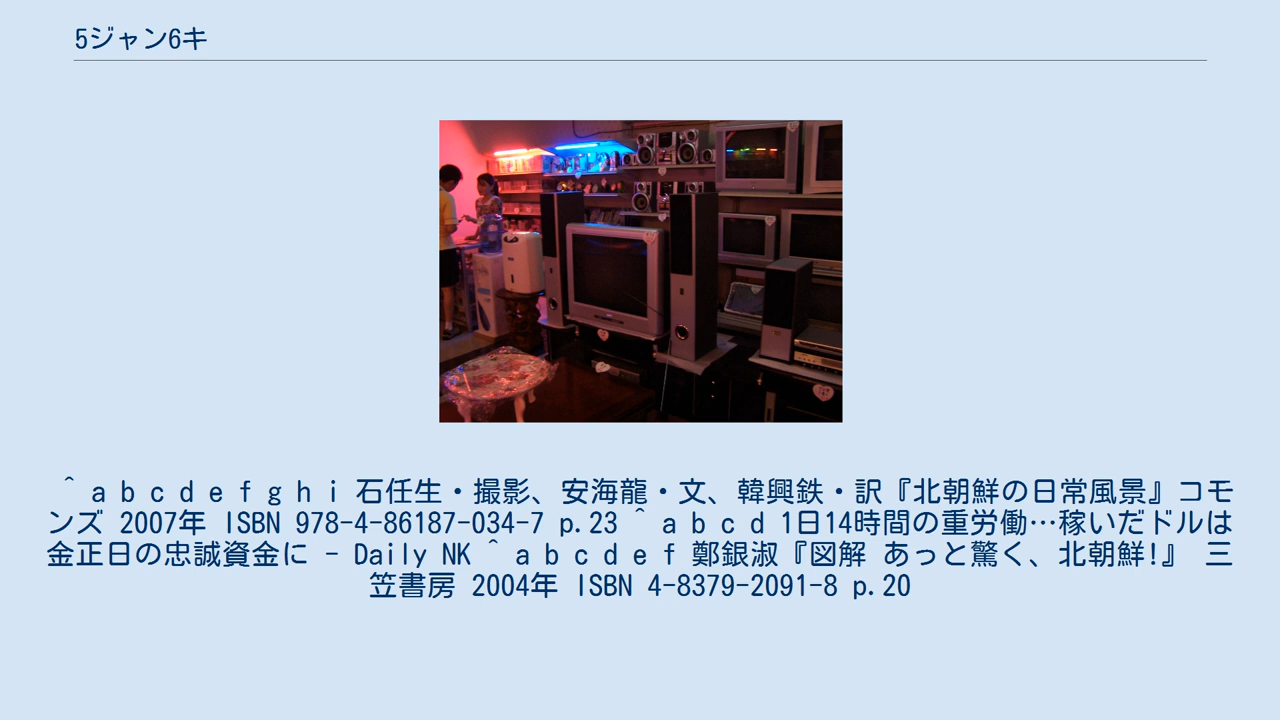 5ジャン6キ
^ a b c d e f g h i 石任生・撮影、安海龍・文、韓興鉄・訳『北朝鮮の日常風景』コモ
ンズ 2007年 ISBN 978-4-86187-034-7 p.23 ^ a b c d 1日14時間の重労働…稼いだドルは
金正日の忠誠資金に - Daily NK ^ a b c d e f 鄭銀淑『図解 あっと驚く、北朝鮮!』 三
笠書房 2004年 ISBN 4-8379-2091-8 p.20